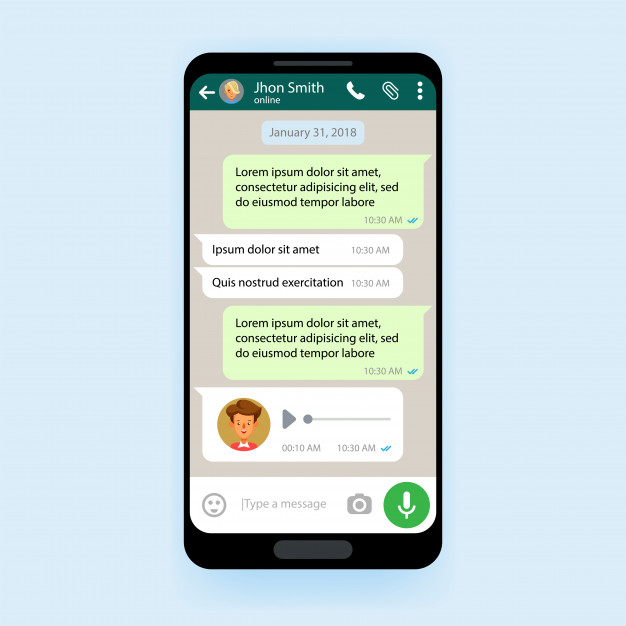 Jhon Smith
online
January 31, 2018
Lorem ipsum dolor sit amet,
consectetur adipisicing elit, sed
do eiusmod tempor labore
10:30 AM
Ipsum dolor sit amet 10:30 AM
Quis nostrud exercitation 10:30 AM
Lorem ipsum dolor sit amet,
consectetur adipisicing elit, sed
do eiusmod tempor labore
10:30 AM
00:10 AM 10:30 AM
Type a message